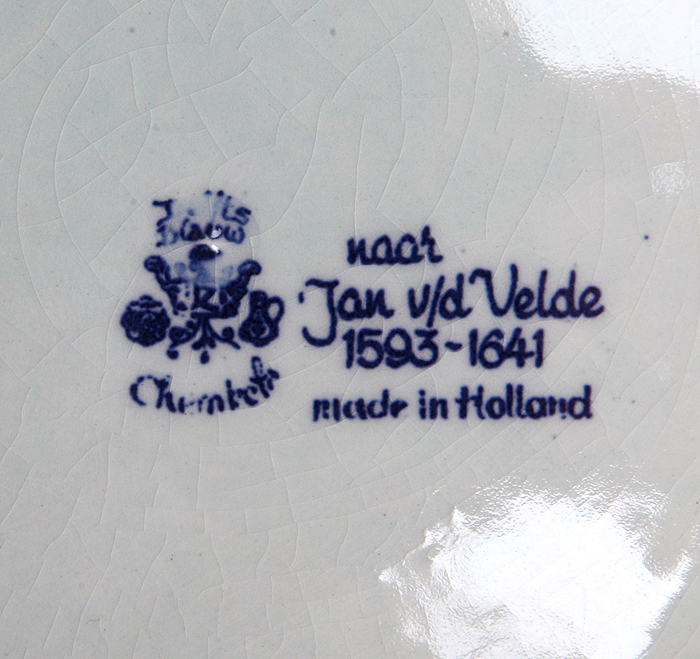 Blauw
Chemkefa
naar
Jan v/d Velde
1593-1641
made in Holland